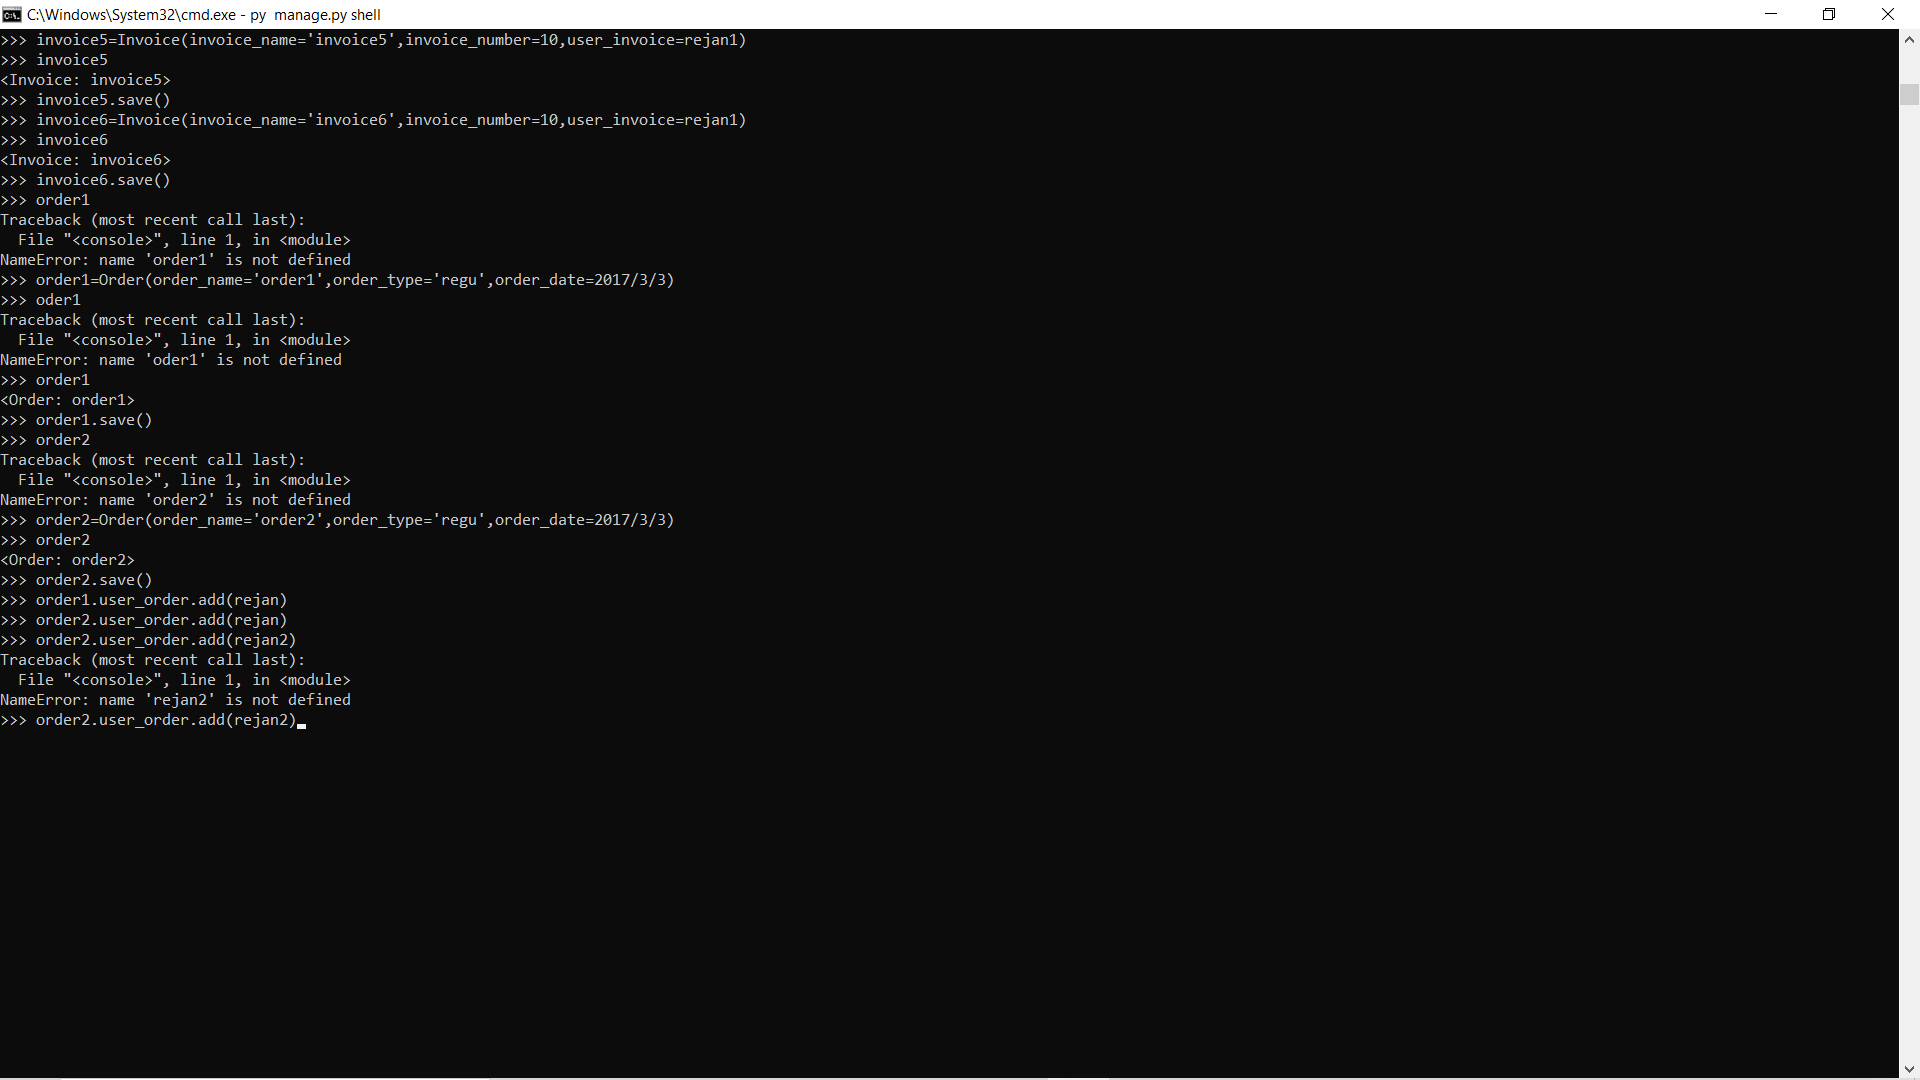 C:\Windows\System32\cmd.exe - py  manage.py shell
>>> invoice5=Invoice(invoice_name='invoice5',invoice_number=10,user_invoice=rejan1)
>>> invoice5
<Invoice: invoice5>
>>> invoice5.save()
>>> invoice6=Invoice(invoice_name='invoice6',invoice_number=10,user_invoice=rejan1)
>>> invoice6
<Invoice: invoice6>
>>> invoice6.save()
>>> order1
Traceback (most recent call last):
  File "<console>", line 1, in <module>
NameError: name 'order1' is not defined
>>> order1=Order(order_name='order1',order_type='regu',order_date=2017/3/3)
>>> oder1
Traceback (most recent call last):
  File "<console>", line 1, in <module>
NameError: name 'oder1' is not defined
>>> order1
<Order: order1>
>>> order1.save()
>>> order2
Traceback (most recent call last):
  File "<console>", line 1, in <module>
NameError: name 'order2' is not defined
>>> order2=Order(order_name='order2',order_type='regu',order_date=2017/3/3)
>>> order2
<Order: order2>
>>> order2.save()
>>> order1.user_order.add(rejan)
>>> order2.user_order.add(rejan)
>>> order2.user_order.add(rejan2)
Traceback (most recent call last):
  File "<console>", line 1, in <module>
NameError: name 'rejan2' is not defined
>>> order2.user_order.add(rejan2)